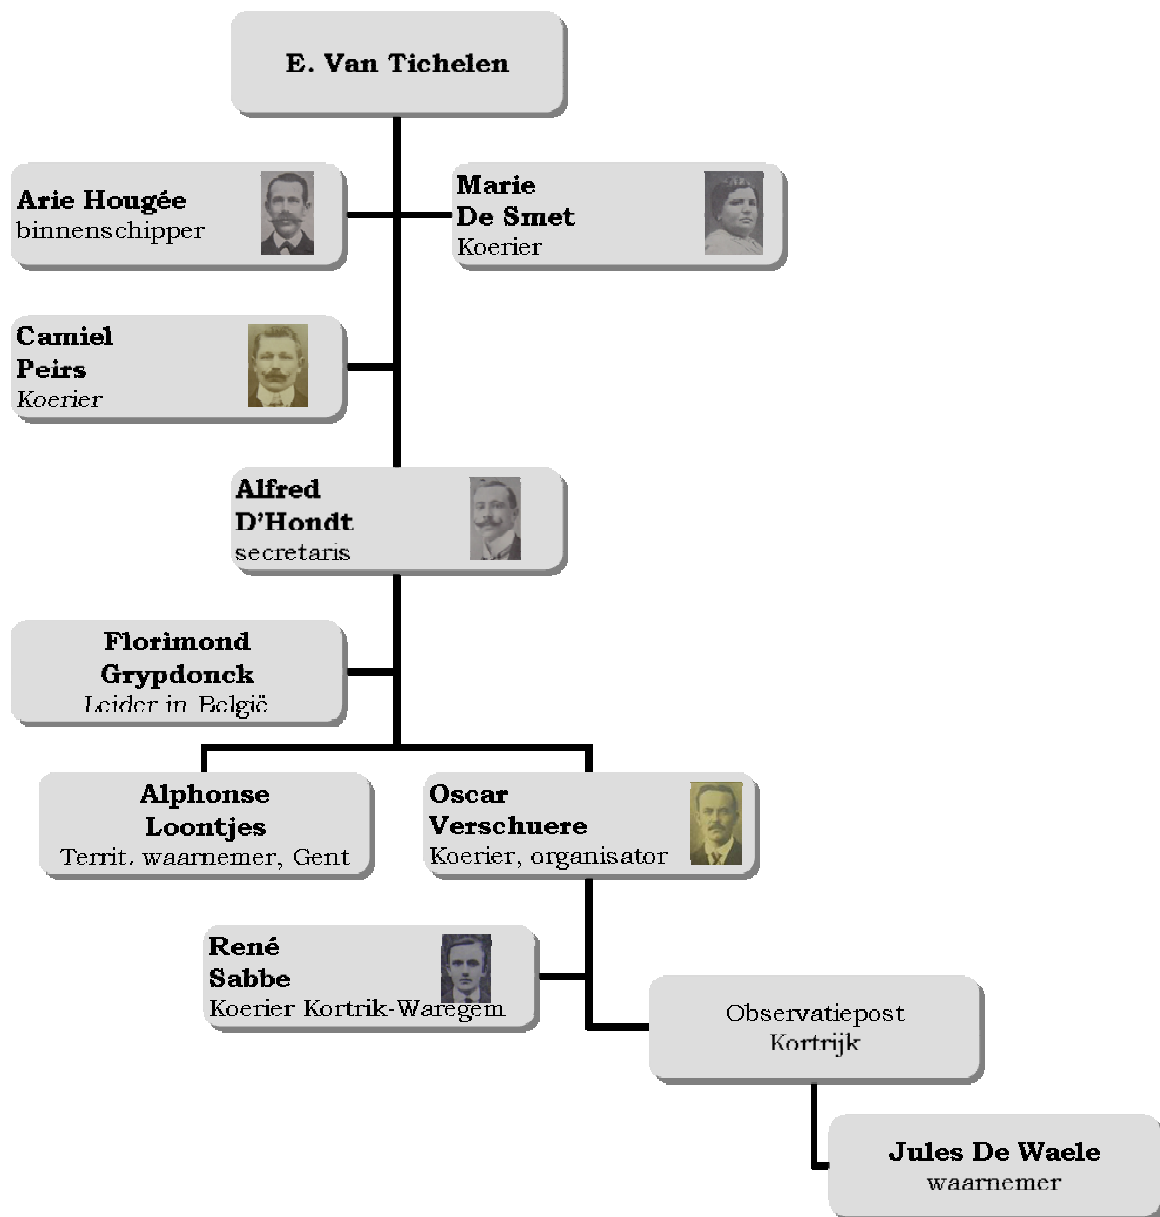 E. Van Tichelen
Arie Hougée
binnenschipper
Marie
De Smet
Koerier
Camiel
Peirs
Koerier
Alfred
D'Hondt
secretaris
Florimond
Grypdonck
Leider in België
Alphonse
Loontjes
Territ. waarnemer, Gent
Oscar
Verschuere
Koerier, organisator
René
Sabbe
Koerier Kortrik-Waregem
Observatiepost
Kortrijk
Jules De Waele
waarnemer